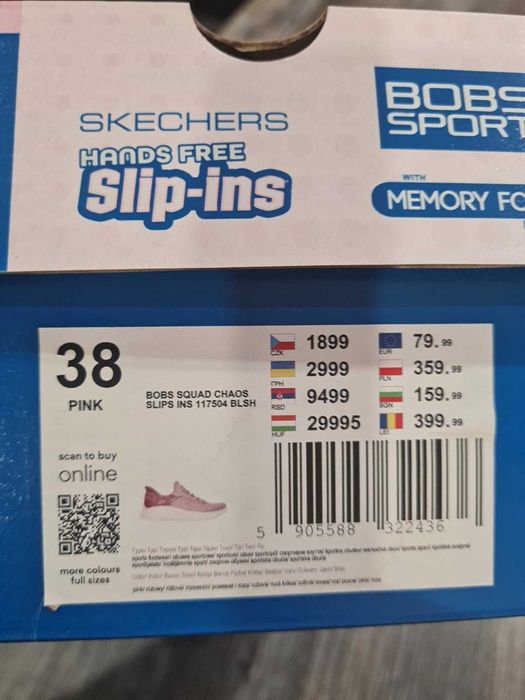 SKECHERS
HANDS FREE
Slip-ins
BOBS
SPORT
WITH
MEMORY FO
38
PINK
BOBS SQUAD CHAOS
SLIPS INS 117504 BLSH
CZK 1899
ГРН 2999
RSD 9499
HUF 29995
EUR 79.99
PLN 359.99
BGN 159.99
LEI 399.99
scan to buy
online
more colours
full sizes
5 905588 322436